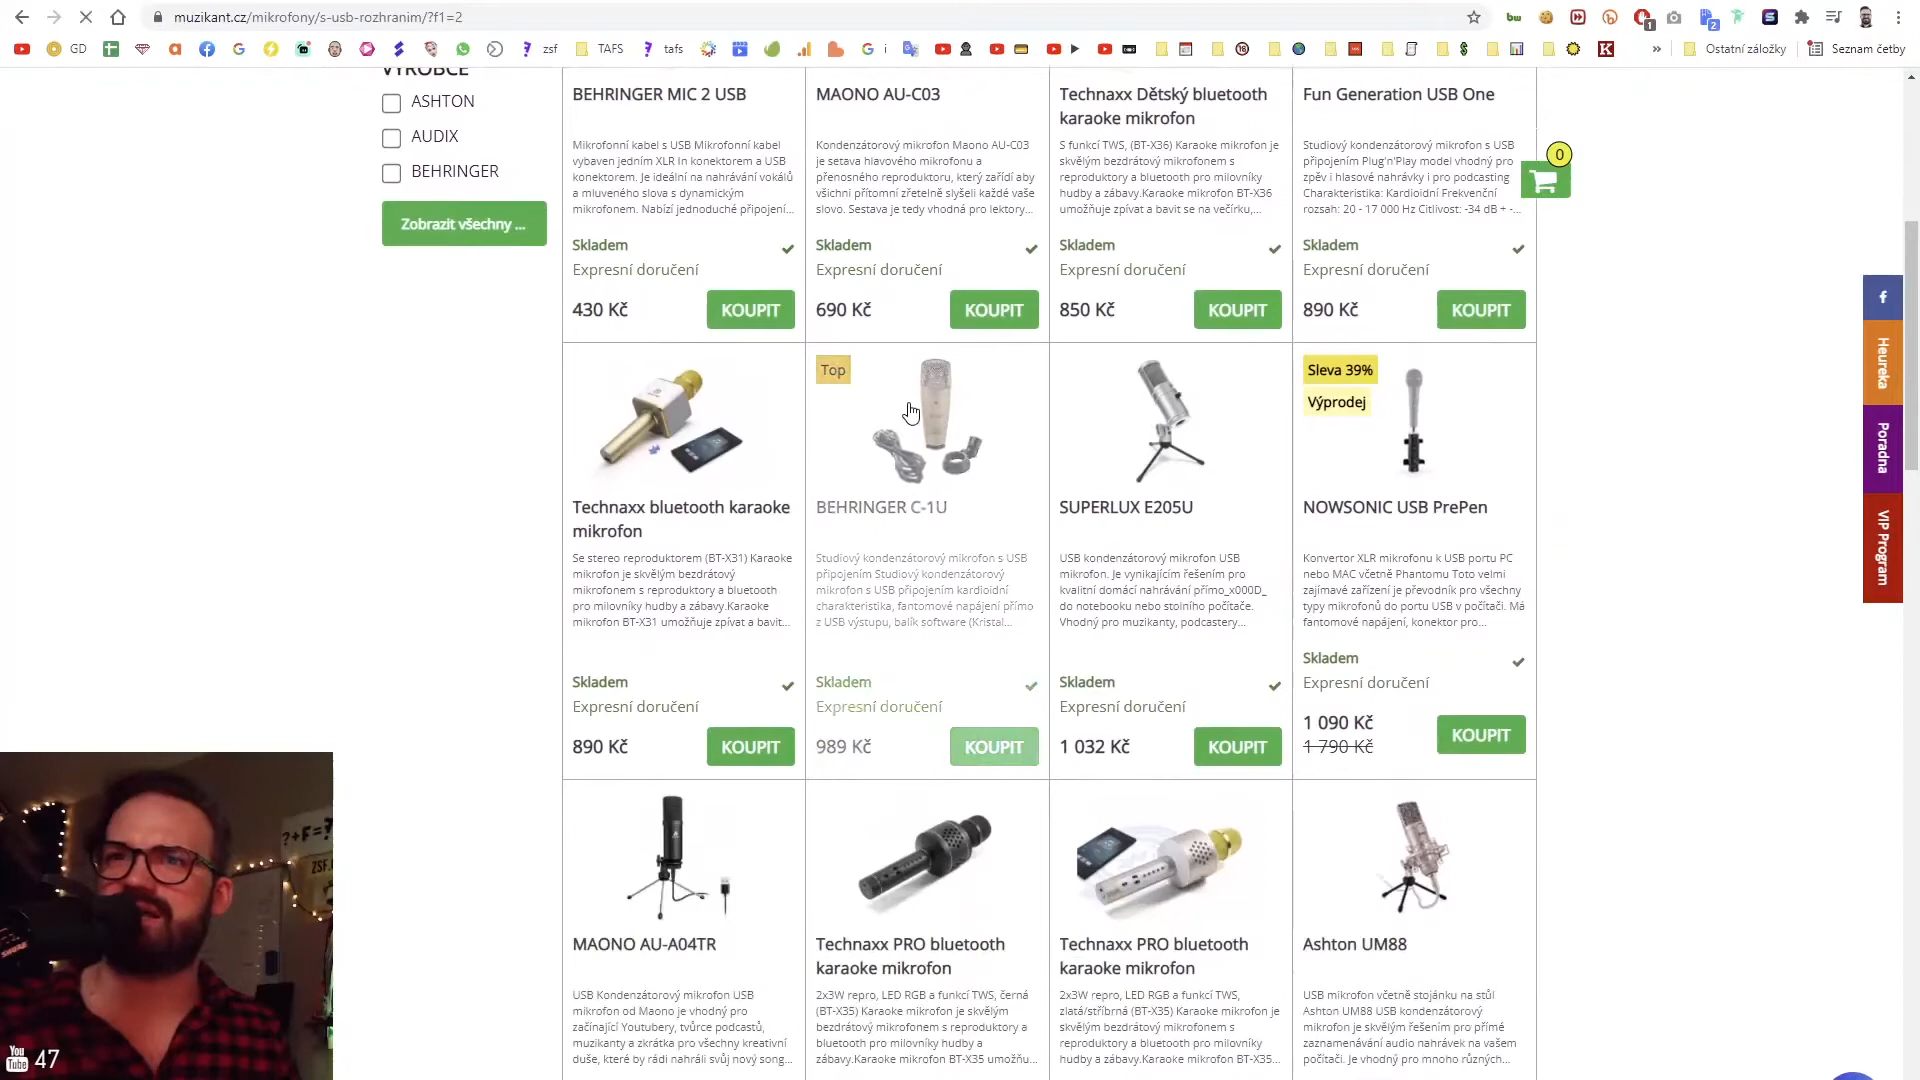 muzikant.cz/mikrofony/s-usb-rozhranim/?f1=2
GD
zsf
TAFS
tafs
Ostatní záložky
Seznam četby
VÝROBCE
ASHTON
AUDIX
BEHRINGER
Zobrazit všechny ...
BEHRINGER MIC 2 USB
Mikrofonní kabel s USB Mikrofonní kabel
vybaven jedním XLR In konektorem a USB
konektorem. Je ideální na nahrávání vokálů
a mluveného slova s dynamickým
mikrofonem. Nabízí jednoduché připojení...
Skladem
Expresní doručení
430 Kč
KOUPIT
MAONO AU-C03
Kondenzátorový mikrofon Maono AU-C03
je setava hlavového mikrofonu a
přenosného reproduktoru, který zařídí aby
všichni přítomní zřetelně slyšeli každé vaše
slovo. Sestava je tedy vhodná pro lektory...
Skladem
Expresní doručení
690 Kč
KOUPIT
Technaxx Dětský bluetooth
karaoke mikrofon
S funkcí TWS, (BT-X36) Karaoke mikrofon je
skvělým bezdrátový mikrofonem s
reproduktory a bluetooth pro milovníky
hudby a zábavy.Karaoke mikrofon BT-X36
umožňuje zpívat a bavit se na večírku,...
Skladem
Expresní doručení
850 Kč
KOUPIT
Fun Generation USB One
Studiový kondenzátorový mikrofon s USB
připojením Plug'n'Play model vhodný pro
zpěv i hlasové nahrávky i pro podcasting
Charakteristika: Kardioidní Frekvenční
rozsah: 20 - 17 000 Hz Citlivost: -34 dB + -...
Skladem
Expresní doručení
890 Kč
KOUPIT
0
Technaxx bluetooth karaoke
mikrofon
Se stereo reproduktorem (BT-X31) Karaoke
mikrofon je skvělým bezdrátový
mikrofonem s reproduktory a bluetooth
pro milovníky hudby a zábavy.Karaoke
mikrofon BT-X31 umožňuje zpívat a bavit...
Skladem
Expresní doručení
890 Kč
KOUPIT
Top
BEHRINGER C-1U
Studiový kondenzátorový mikrofon s USB
připojením Studiový kondenzátorový
mikrofon s USB připojením kardioidní
charakteristika, fantomové napájení přímo
z USB výstupu, balík software (Kristal...
Skladem
Expresní doručení
989 Kč
KOUPIT
SUPERLUX E205U
USB kondenzátorový mikrofon USB
mikrofon. Je vynikajícím řešením pro
kvalitní domácí nahrávání přímo_x000D_
do notebooku nebo stolního počítače.
Vhodný pro muzikanty, podcastery...
Skladem
Expresní doručení
1 032 Kč
KOUPIT
Sleva 39%
Výprodej
NOWSONIC USB PrePen
Konvertor XLR mikrofonu k USB portu PC
nebo MAC včetně Phantomu Toto velmi
zajímavé zařízení je převodník pro všechny
typy mikrofonů do portu USB v počítači. Má
fantomové napájení, konektor pro...
Skladem
Expresní doručení
1 090 Kč
1 790 Kč
KOUPIT
MAONO AU-A04TR
USB Kondenzátorový mikrofon USB
mikrofon od Maono je vhodný pro
začínající Youtubery, tvůrce podcastů,
muzikanty a zkrátka pro všechny kreativní
duše, které by rádi nahráli svůj nový song...
Technaxx PRO bluetooth
karaoke mikrofon
2x3W repro, LED RGB a funkcí TWS, černá
(BT-X35) Karaoke mikrofon je skvělým
bezdrátový mikrofonem s reproduktory a
bluetooth pro milovníky hudby a
zábavy.Karaoke mikrofon BT-X35 umožňu...
Technaxx PRO bluetooth
karaoke mikrofon
2x3W repro, LED RGB a funkcí TWS,
zlatá/stříbrná (BT-X35) Karaoke mikrofon je
skvělým bezdrátový mikrofonem s
reproduktory a bluetooth pro milovníky
hudby a zábavy.Karaoke mikrofon BT-X35...
Ashton UM88
USB mikrofon včetně stojánku na stůl
Ashton UM88 USB kondenzátorový
mikrofon je skvělým řešením pro přímé
zaznamenávání audio nahrávek na vašem
počítači. Je vhodný pro mnoho různých...
Heureka
Poradna
VIP Program
?+F=?
ZSF.
You
Tube
47